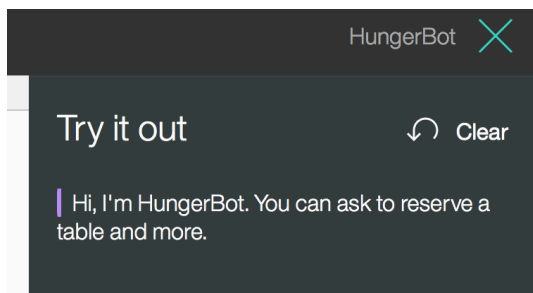 HungerBot
Try it out
Clear
Hi, I'm HungerBot. You can ask to reserve a
table and more.